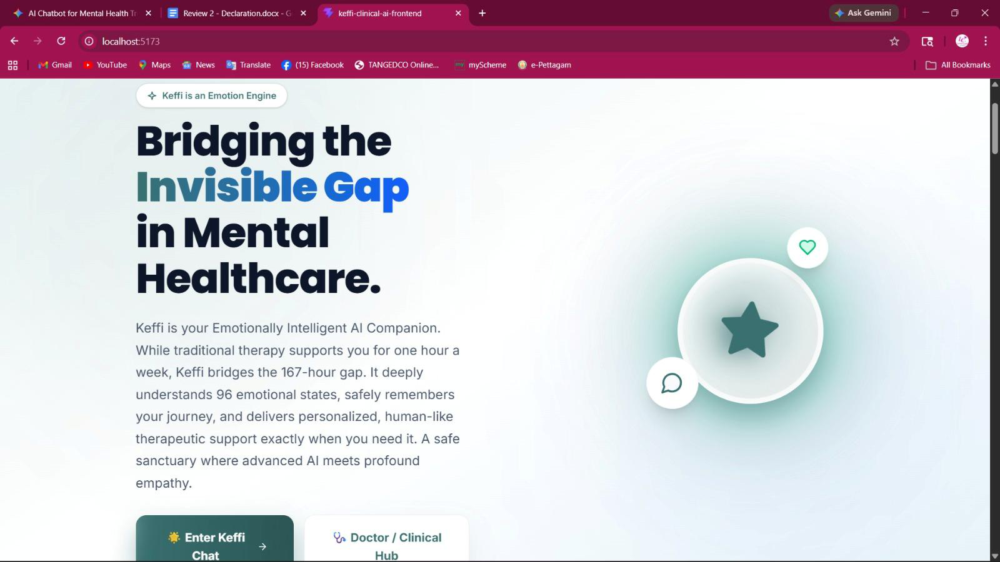 AI Chatbot for Mental Health Tr
Review 2 - Declaration.docx - G
keffi-clinical-ai-frontend
Ask Gemini
localhost:5173
Gmail
YouTube
Maps
News
Translate
(15) Facebook
TANGEDCO Online...
my
myScheme
e-Pettagam
All Bookmarks
Keffi is an Emotion Engine
Bridging the
Invisible Gap
in Mental
Healthcare.
Keffi is your Emotionally Intelligent AI Companion.
While traditional therapy supports you for one hour a
week, Keffi bridges the 167-hour gap. It deeply
understands 96 emotional states, safely remembers
your journey, and delivers personalized, human-like
therapeutic support exactly when you need it. A safe
sanctuary where advanced AI meets profound
empathy.
Enter Keffi
Chat
Doctor / Clinical
Hub